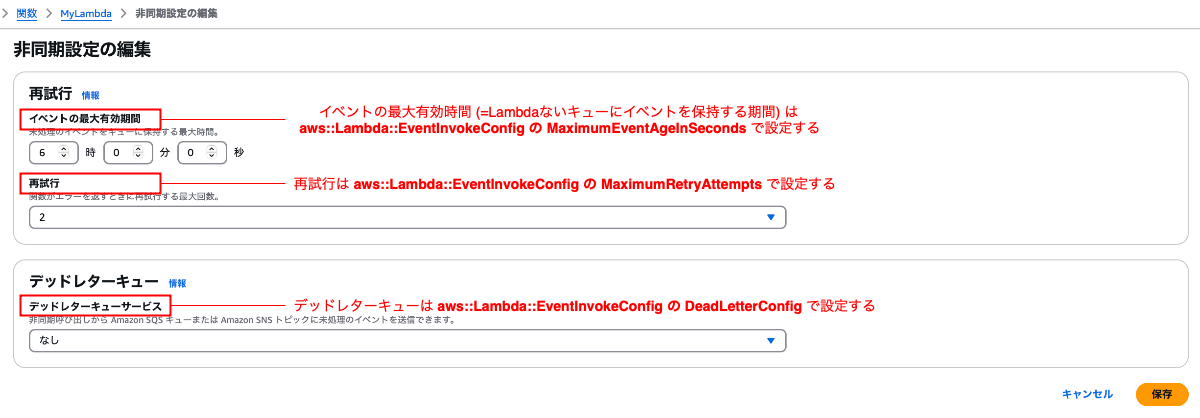 関数 > MyLambda > 非同期設定の編集
非同期設定の編集
再試行 情報
イベントの最大有効期間
未処理のイベントをキューに保持する最大時間。
イベントの最大有効時間 (=Lambdaないキューにイベントを保持する期間) は
aws::Lambda::EventInvokeConfig の MaximumEventAgeInSeconds で設定する
6 時 0 分 0 秒
再試行
関数がエラーを返すときに再試行する最大回数。
再試行は aws::Lambda::EventInvokeConfig の MaximumRetryAttempts で設定する
2
デッドレターキュー 情報
デッドレターキューサービス
非同期呼び出しから Amazon SQS キューまたは Amazon SNS トピックに未処理のイベントを送信できます。
デッドレターキューは aws::Lambda::EventInvokeConfig の DeadLetterConfig で設定する
なし
キャンセル 保存